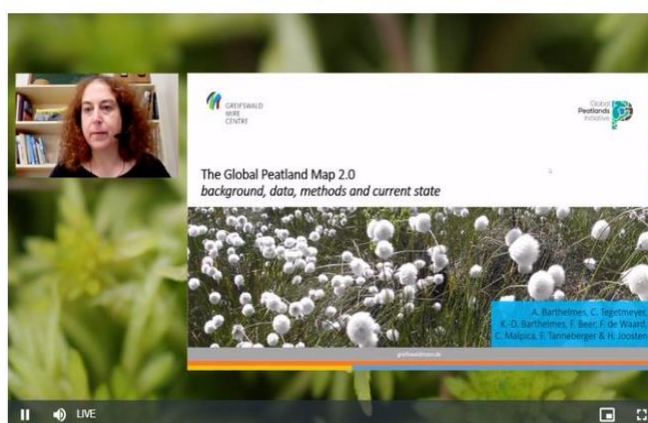 GREIFSWALD
MIRE
CENTRE
Global
Peatlands
Initiative
The Global Peatland Map 2.0
background, data, methods and current state
A. Barthelmes, C. Tegetmeyer,
K.-D. Barthelmes, F. Beer, F. de Waard,
C. Malpica, F. Tanneberger & H. Joosten
greifswaldmoor.de
LIVE